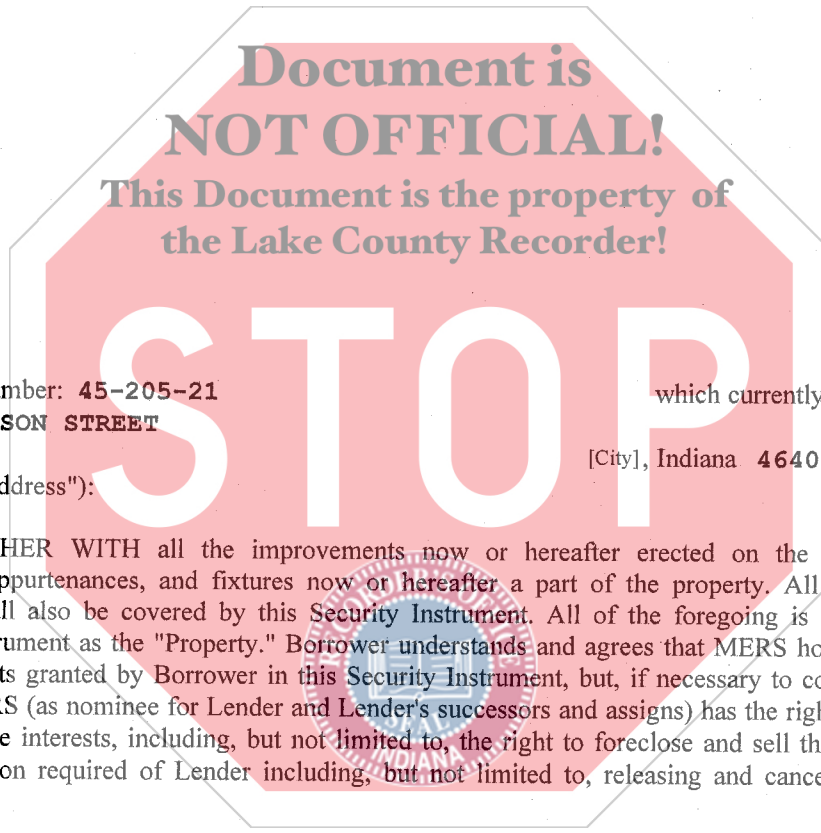 Document is
NOT OFFICIAL!
This Document is the property of
the Lake County Recorder!
STOP
mber: 45-205-21 which currently
SON STREET
[City], Indiana 4640
ddress"):
HER WITH all the improvements now or hereafter erected on the
ppurtenances, and fixtures now or hereafter a part of the property. All
ll also be covered by this Security Instrument. All of the foregoing is
rument as the "Property." Borrower understands and agrees that MERS ho
ts granted by Borrower in this Security Instrument, but, if necessary to co
RS (as nominee for Lender and Lender's successors and assigns) has the righ
e interests, including, but not limited to, the right to foreclose and sell th
on required of Lender including, but not limited to, releasing and cance
SEAL
INDIANA